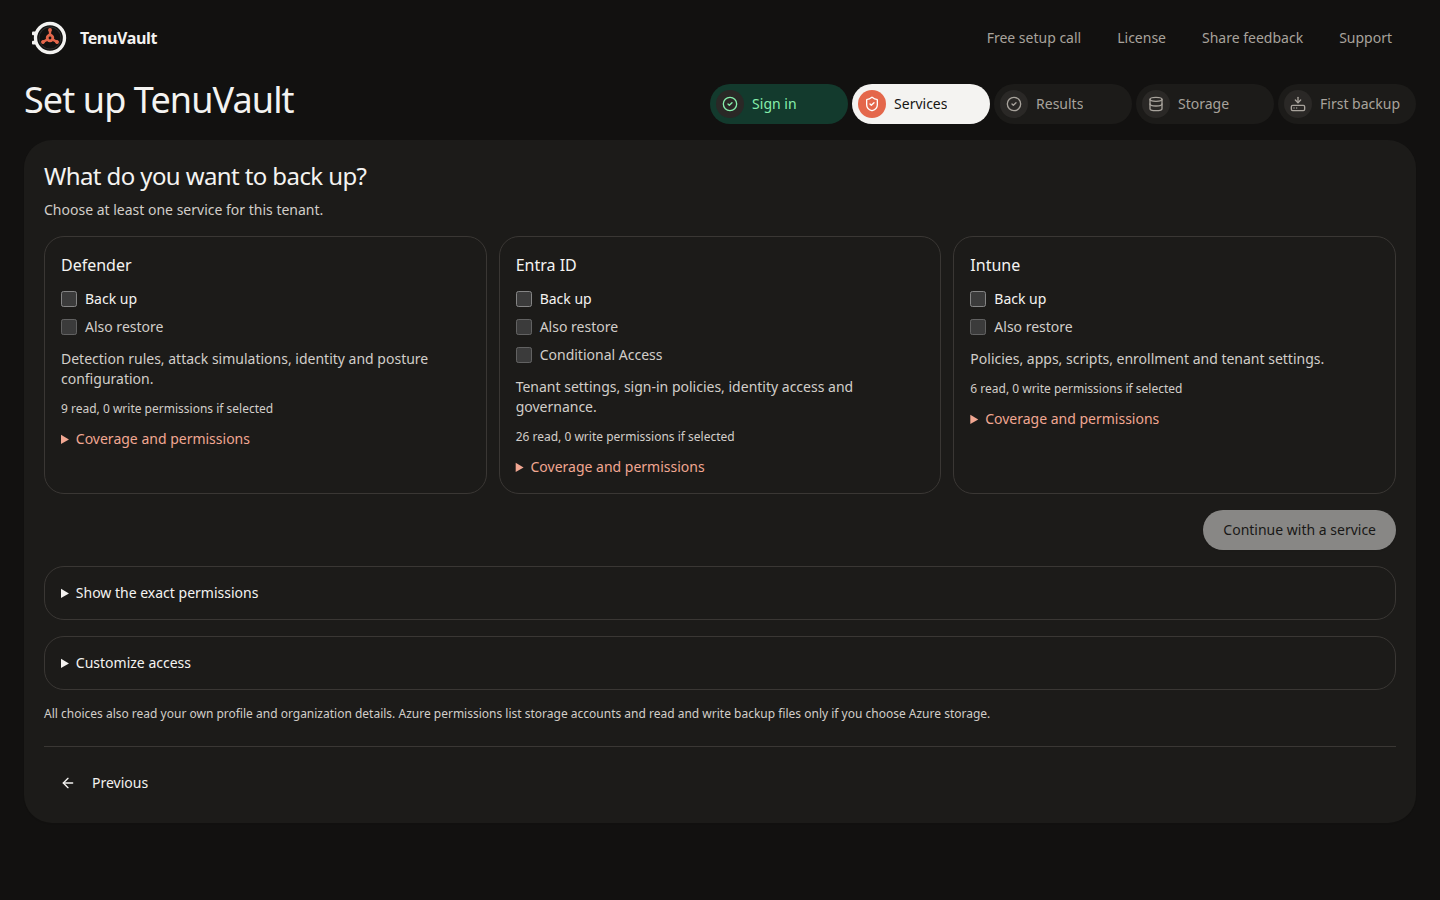 TenuVault
Free setup call
License
Share feedback
Support
Set up TenuVault
Sign in
Services
Results
Storage
First backup
What do you want to back up?
Choose at least one service for this tenant.
Defender
Back up
Also restore
Detection rules, attack simulations, identity and posture
configuration.
9 read, 0 write permissions if selected
Coverage and permissions
Entra ID
Back up
Also restore
Conditional Access
Tenant settings, sign-in policies, identity access and
governance.
26 read, 0 write permissions if selected
Coverage and permissions
Intune
Back up
Also restore
Policies, apps, scripts, enrollment and tenant settings.
6 read, 0 write permissions if selected
Coverage and permissions
Continue with a service
Show the exact permissions
Customize access
All choices also read your own profile and organization details. Azure permissions list storage accounts and read and write backup files only if you choose Azure storage.
Previous